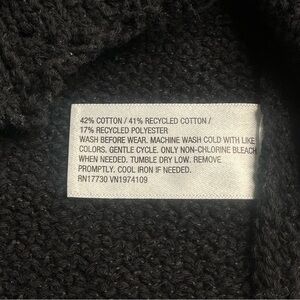 42% COTTON / 41% RECYCLED COTTON /
17% RECYCLED POLYESTER
WASH BEFORE WEAR. MACHINE WASH COLD WITH LIKE
COLORS. GENTLE CYCLE. ONLY NON-CHLORINE BLEACH
WHEN NEEDED. TUMBLE DRY LOW. REMOVE
PROMPTLY. COOL IRON IF NEEDED.
RN17730 VN1974109